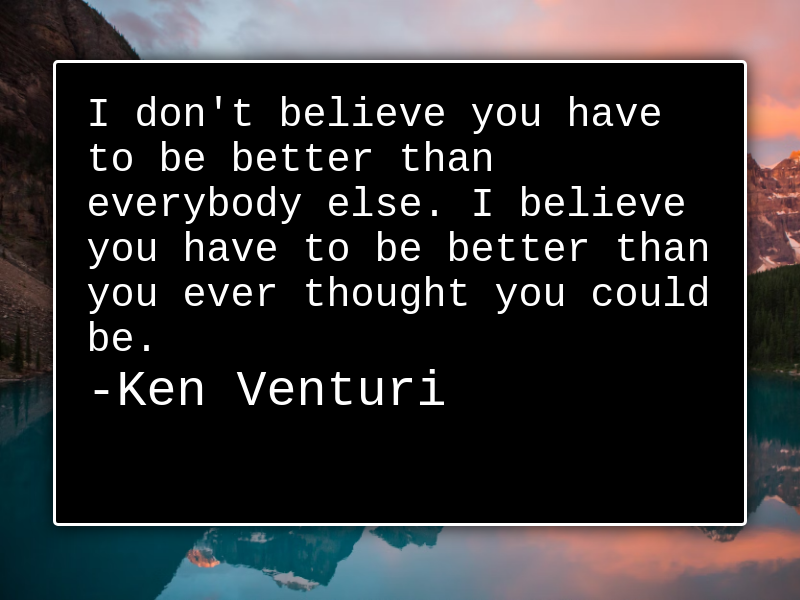 I don't believe you have
to be better than
everybody else. I believe
you have to be better than
you ever thought you could
be.
-Ken Venturi